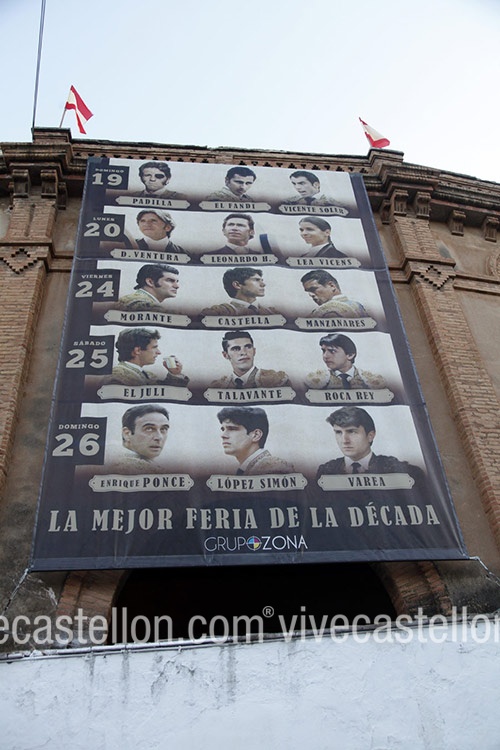 DOMINGO
19
PADILLA EL FANDI VICENTE SOLER
LUNES
20
D. VENTURA LEONARDO H. LEA VICENS
VIERNES
24
MORANTE CASTELLA MANZANARES
SÁBADO
25
EL JULI TALAVANTE ROCA REY
DOMINGO
26
ENRIQUE PONCE LÓPEZ SIMÓN VAREA
LA MEJOR FERIA DE LA DÉCADA
GRUPOZONA
vecastellon.com® vivecastellon